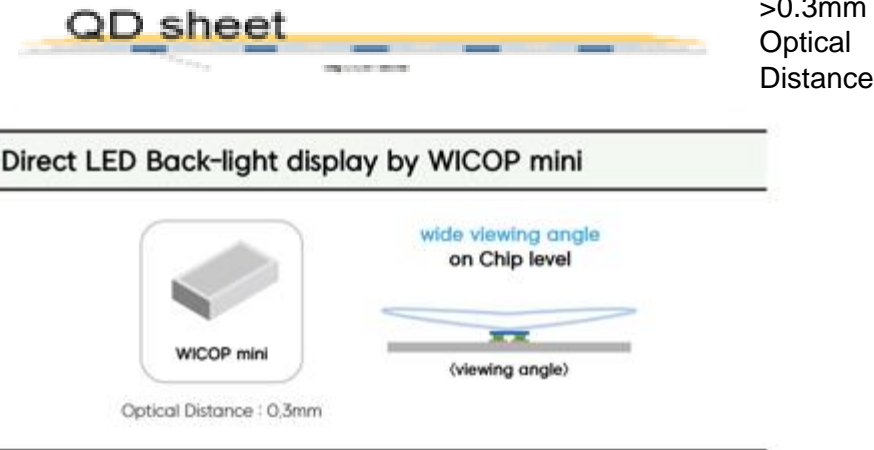 QD sheet
>0.3mm
Optical
Distance
Direct LED Back-light display by WICOP mini
wide viewing angle
on Chip level
WICOP mini
(viewing angle)
Optical Distance : 0,3mm